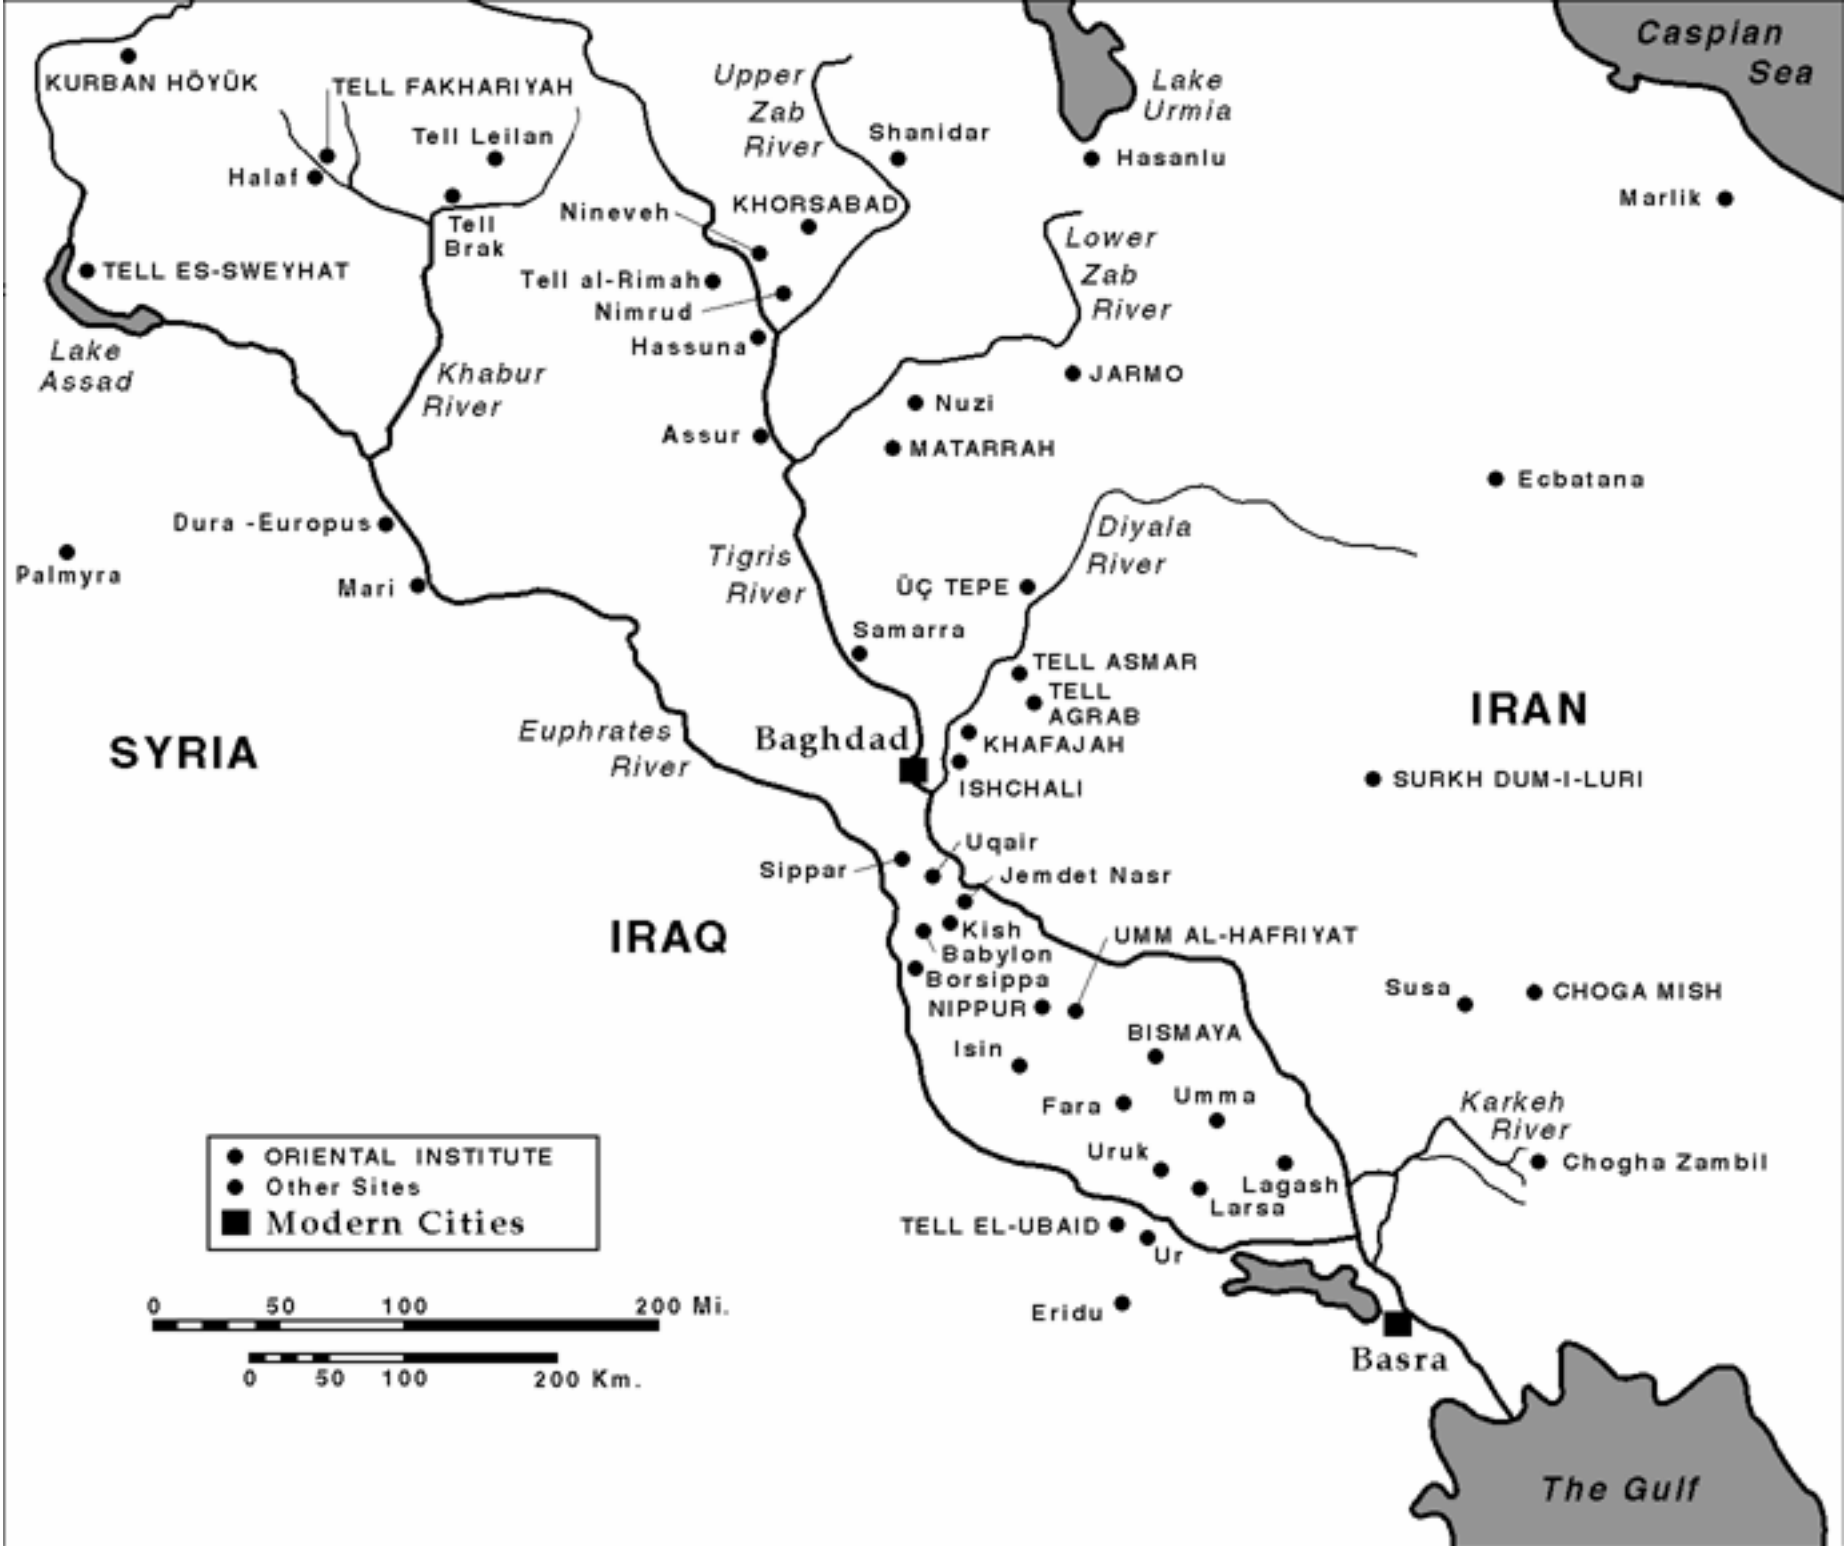 Caspian
Sea
KURBAN HÖYÜK
TELL FAKHARIYAH
Upper
Zab
River
Lake
Urmia
Tell Leilan
Shanidar
Hasanlu
Halaf
Marlik
Nineveh
KHORSABAD
Tell
Brak
Lower
Zab
River
TELL ES-SWEYHAT
Tell al-Rimah
Nimrud
Hassuna
Lake
Assad
Khabur
River
JARMO
Nuzi
Assur
MATARRAH
Ecbatana
Dura -Europus
Diyala
River
Palmyra
Mari
Tigris
River
ÜÇ TEPE
Samarra
TELL ASMAR
TELL
AGRAB
IRAN
SYRIA
Euphrates
River
Baghdad
KHAFAJAH
ISHCHALI
SURKH DUM-I-LURI
Uqair
Sippar
Jemdet Nasr
IRAQ
Kish
UMM AL-HAFRIYAT
Babylon
Borsippa
Susa
CHOGA MISH
NIPPUR
BISMAYA
Isin
Fara
Umma
Karkeh
River
Uruk
Chogha Zambil
Lagash
Larsa
TELL EL-UBAID
Ur
Eridu
Basra
The Gulf
ORIENTAL INSTITUTE
Other Sites
Modern Cities
0 50 100 200 Mi.
0 50 100 200 Km.